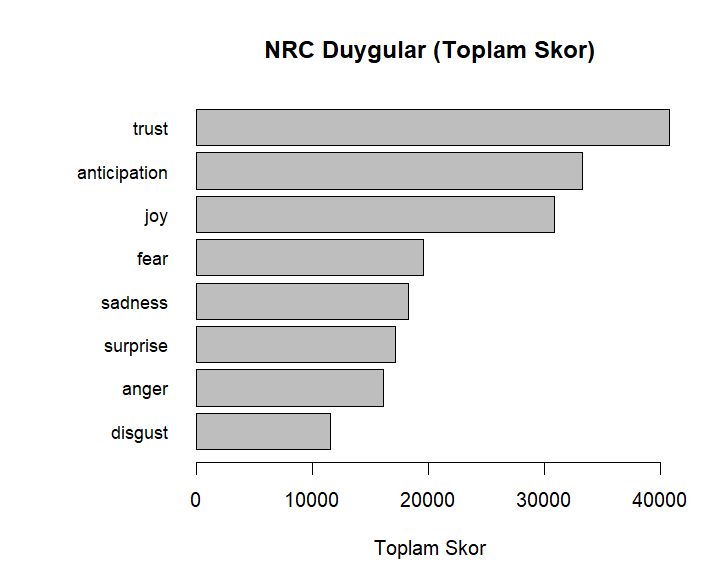 NRC Duygular (Toplam Skor)
trust
anticipation
joy
fear
sadness
surprise
anger
disgust
0 10000 20000 30000 40000
Toplam Skor